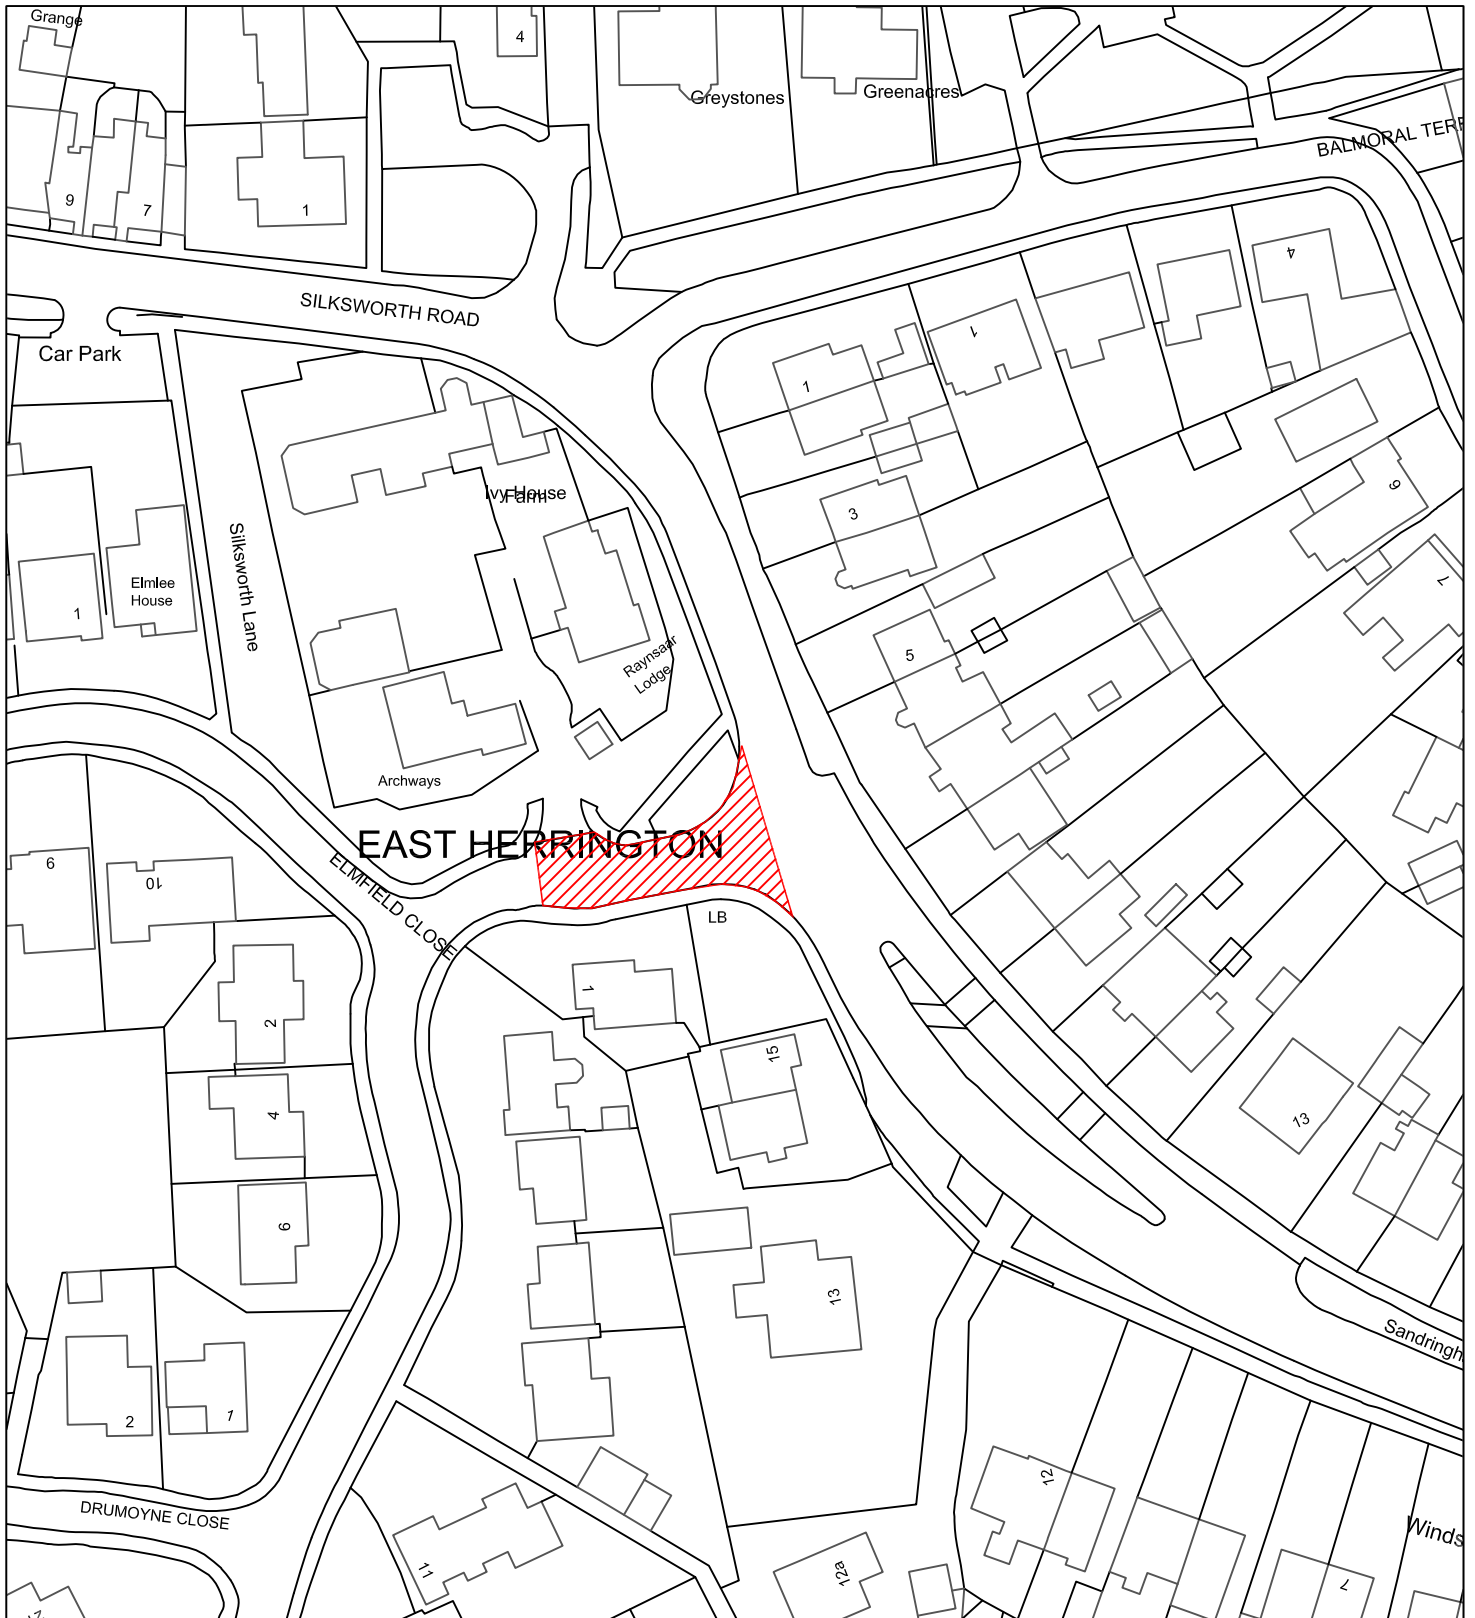 Grange
4
Greystones
Greenacres
BALMORAL TERR
9
7
1
4
SILKSWORTH ROAD
Car Park
1
1
Ivy House
Farm
3
9
Silksworth Lane
Elmlee
House
1
5
7
Raynsaar
Lodge
Archways
EAST HERRINGTON
ELMFIELD CLOSE
6
10
LB
2
1
15
4
13
6
13
Sandringh
2
1
12
DRUMOYNE CLOSE
Winds
11
12a
7